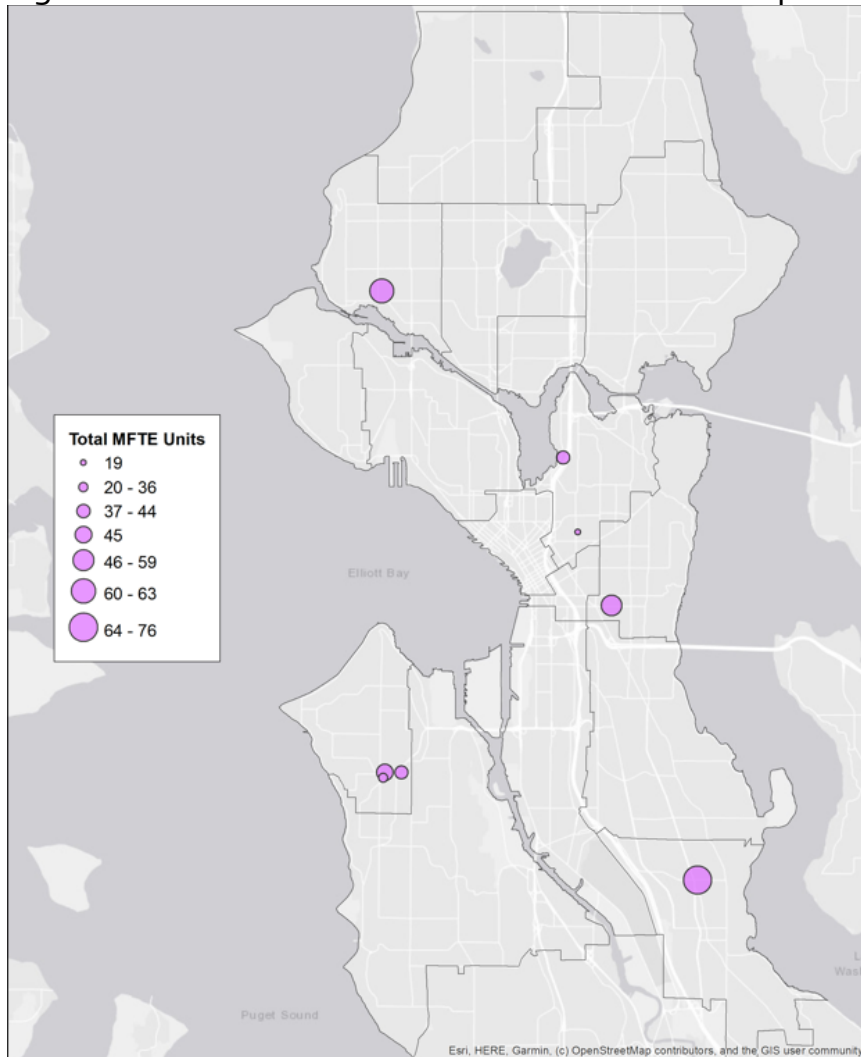 Total MFTE Units
19
20 - 36
37 - 44
45
46 - 59
60 - 63
64 - 76
Elliott Bay
Puget Sound
Esri, HERE, Garmin, (c) OpenStreetMap contributors, and the GIS user community